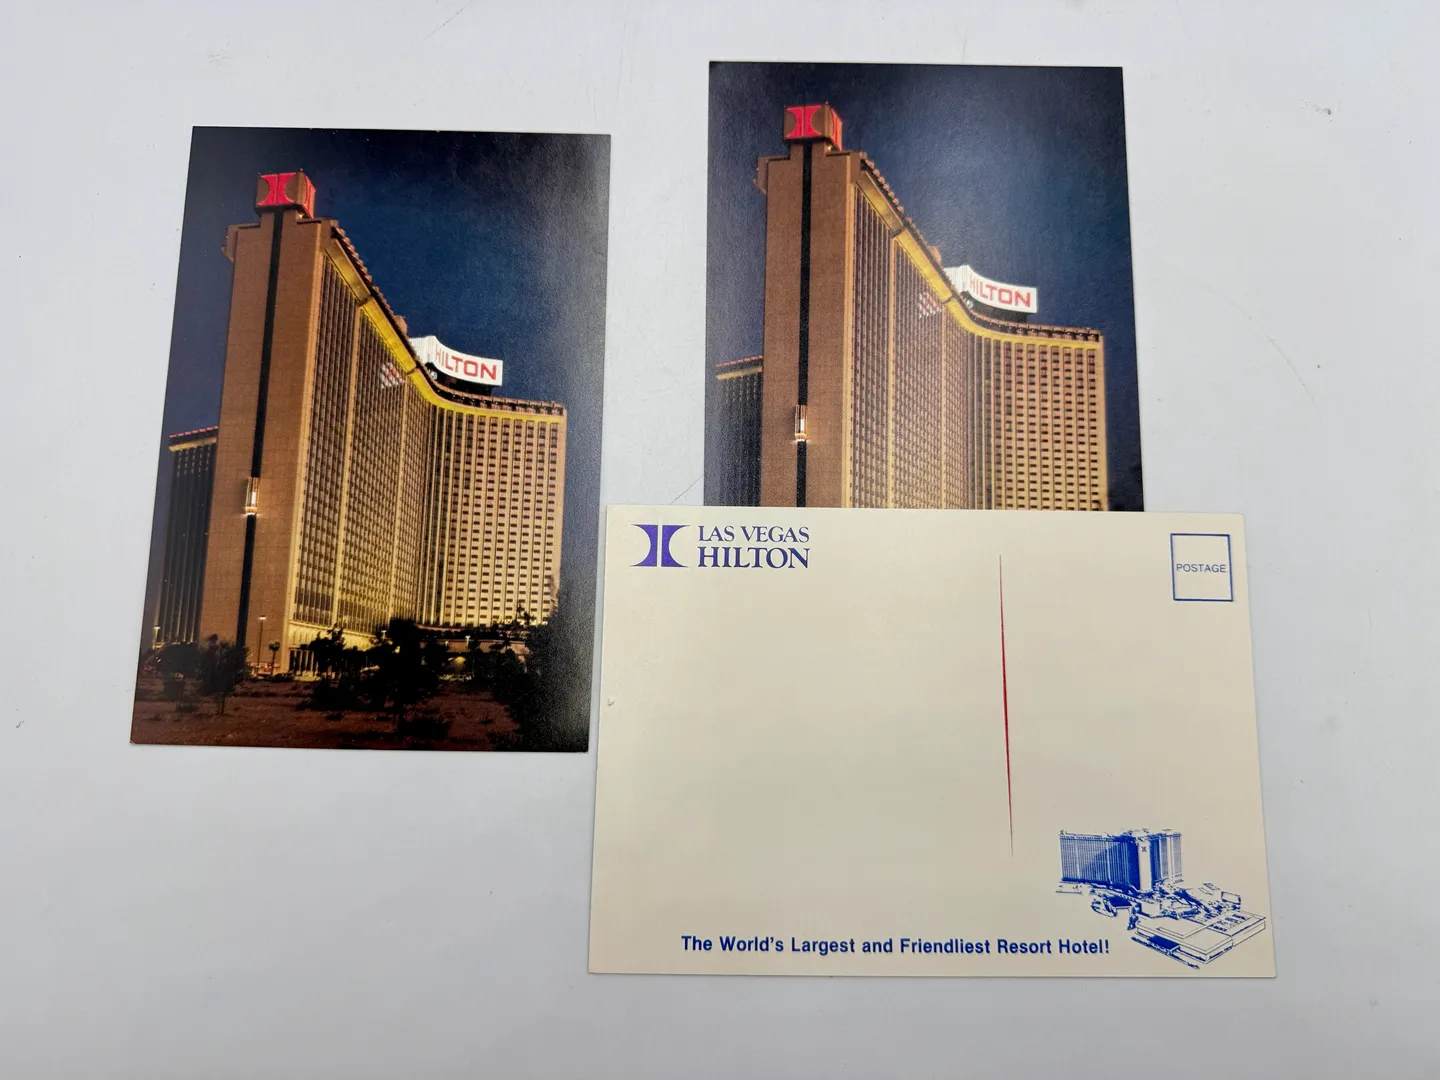 HILTON
HILTON
LAS VEGAS
HILTON
POSTAGE
The World's Largest and Friendliest Resort Hotel!